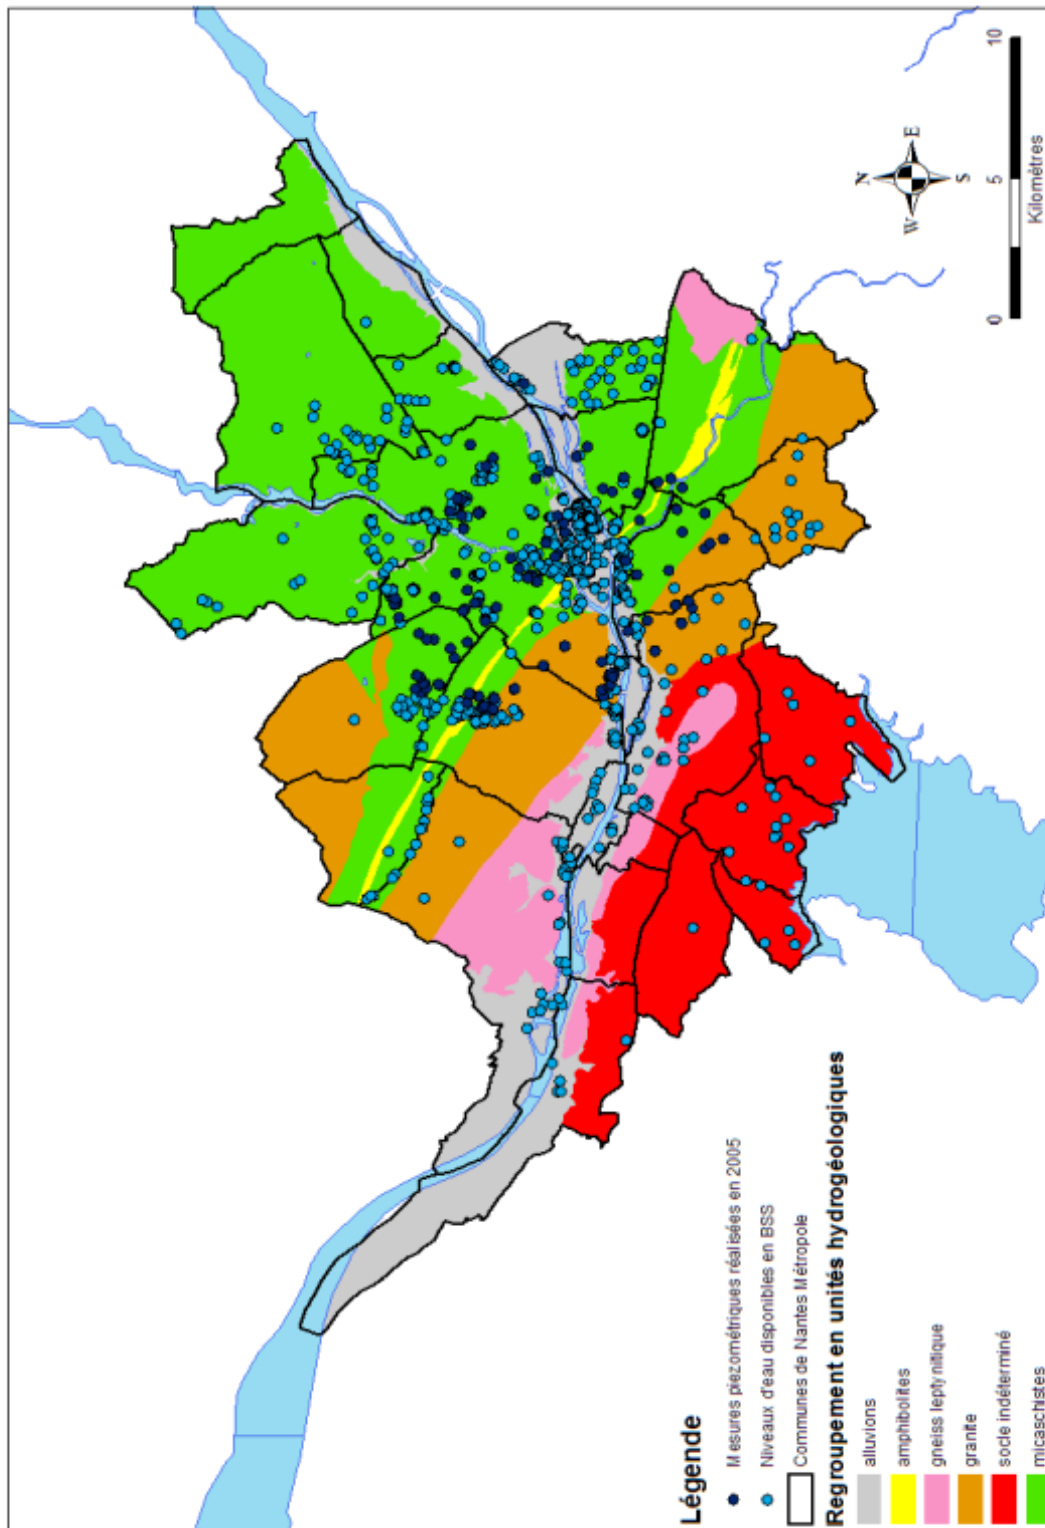 Légende
Mesures piezométriques réalisées en 2005
Niveaux d'eau disponibles en BSS
Communes de Nantes Métropole
Regroupement en unités hydrogéologiques
alluvions
amphibolites
gneiss leptynitique
granite
socle indéterminé
micaschistes
N
W
E
S
0
5
10
Kilomètres